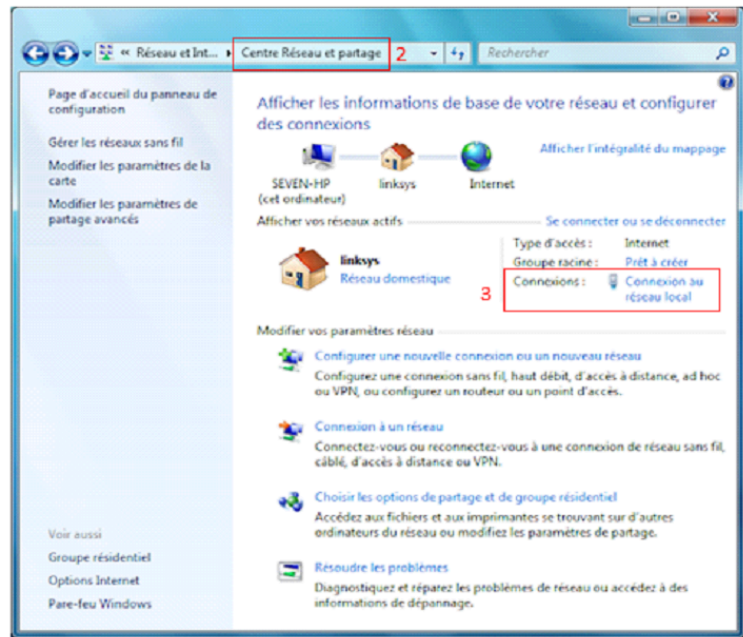 « Réseau et Int... ▸ Centre Réseau et partage 2 Rechercher
Page d'accueil du panneau de
configuration
Gérer les réseaux sans fil
Modifier les paramètres de la
carte
Modifier les paramètres de
partage avancés
Voir aussi
Groupe résidentiel
Options Internet
Pare-feu Windows
Afficher les informations de base de votre réseau et configurer
des connexions
Afficher l'intégralité du mappage
SEVEN-HP linksys Internet
(cet ordinateur)
Afficher vos réseaux actifs Se connecter ou se déconnecter
linksys
Réseau domestique
Type d'accès : Internet
Groupe racine : Prêt à créer
3 Connexions : Connexion au
réseau local
Modifier vos paramètres réseau
Configurer une nouvelle connexion ou un nouveau réseau
Configurez une connexion sans fil, haut débit, d'accès à distance, ad hoc
ou VPN, ou configurez un routeur ou un point d'accès.
Connexion à un réseau
Connectez-vous ou reconnectez-vous à une connexion de réseau sans fil,
câblé, d'accès à distance ou VPN.
Choisir les options de partage et de groupe résidentiel
Accédez aux fichiers et aux imprimantes se trouvant sur d'autres
ordinateurs du réseau ou modifiez les paramètres de partage.
Résoudre les problèmes
Diagnostiquez et réparez les problèmes de réseau ou accédez à des
informations de dépannage.